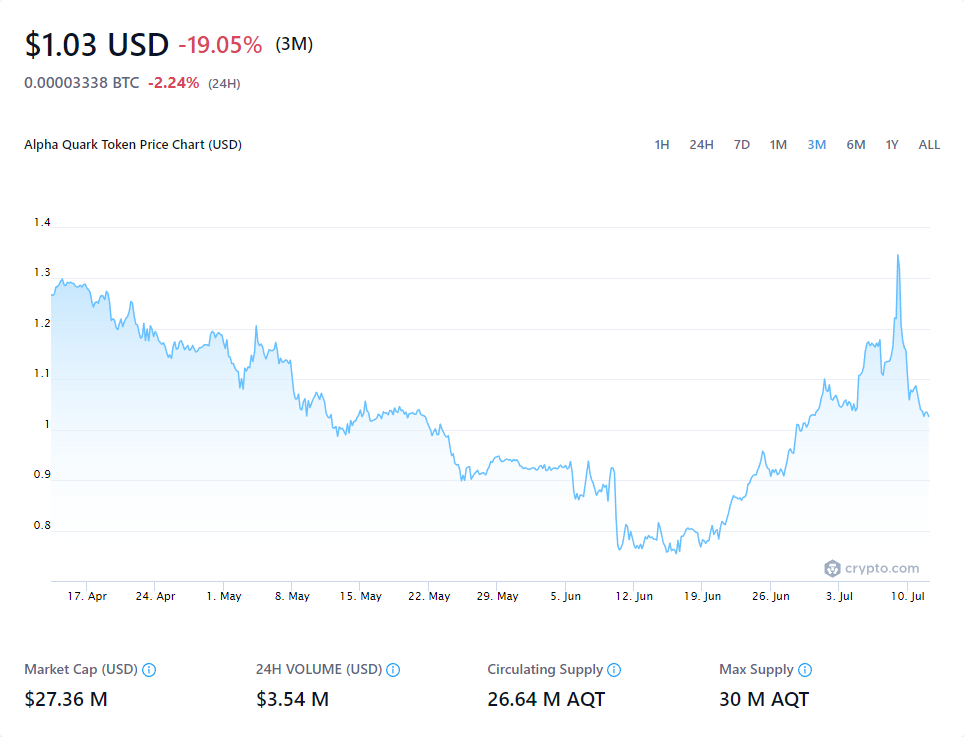 $1.03 USD -19.05% (3M)
0.00003338 BTC -2.24% (24H)
Alpha Quark Token Price Chart (USD) 1H 24H 7D 1M 3M 6M 1Y ALL
1.4
1.3
1.2
1.1
1
0.9
0.8
crypto.com
17. Apr 24. Apr 1. May 8. May 15. May 22. May 29. May 5. Jun 12. Jun 19. Jun 26. Jun 3. Jul 10. Jul
Market Cap (USD) 24H VOLUME (USD) Circulating Supply Max Supply
$27.36 M $3.54 M 26.64 M AQT 30 M AQT